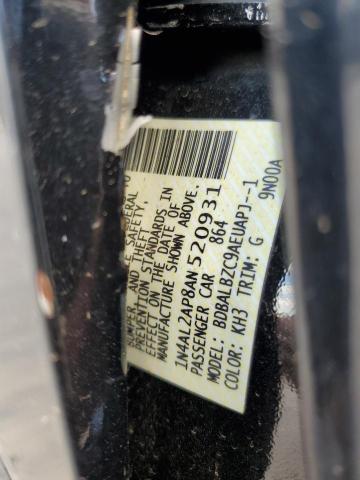 BUMPER, AND THEFT
PREVENTION STANDARDS IN
EFFECT ON THE DATE OF
MANUFACTURE SHOWN ABOVE.
1N4AL2AP8AN520931
PASSENGER CAR 864
MODEL: BDBALBZC9AEUAPJ--1
COLOR: KH3 TRIM: G 9N00A